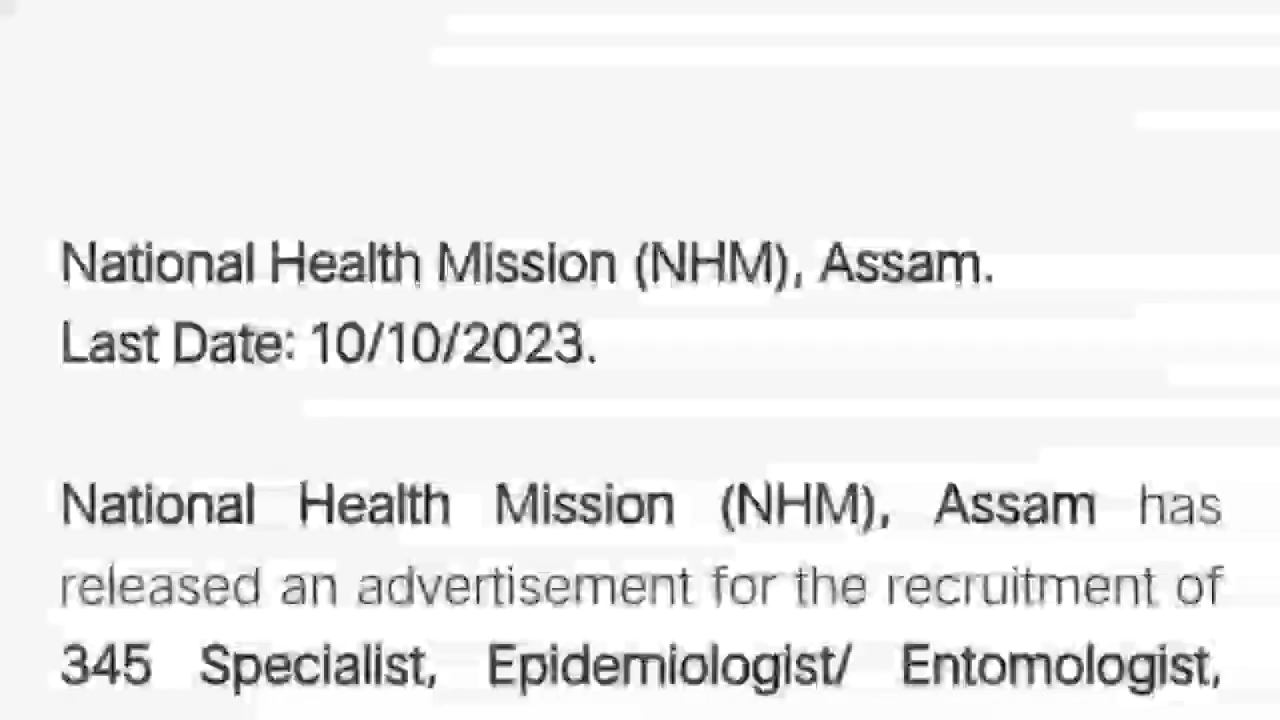 National Health Mission (NHM), Assam.
Last Date: 10/10/2023.
National Health Mission (NHM), Assam has
released an advertisement for the recruitment of
345 Specialist, Epidemiologist/ Entomologist,